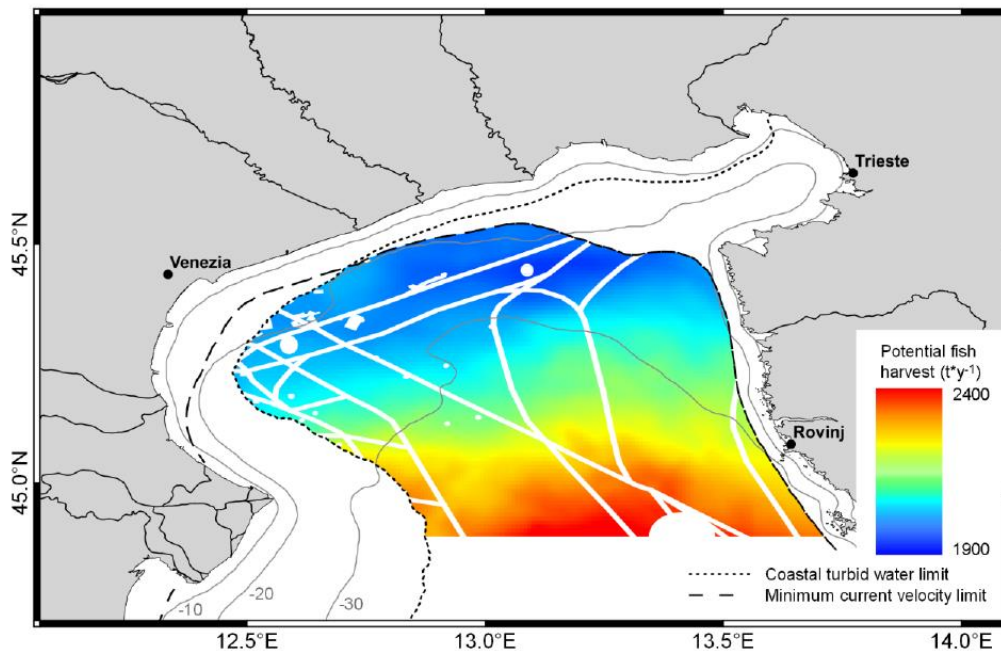 Trieste
45.5°N
Venezia
Potential fish
harvest (t*y⁻¹)
2400
Rovinj
45.0°N
1900
Coastal turbid water limit
Minimum current velocity limit
-10
-20
-30
12.5°E
13.0°E
13.5°E
14.0°E